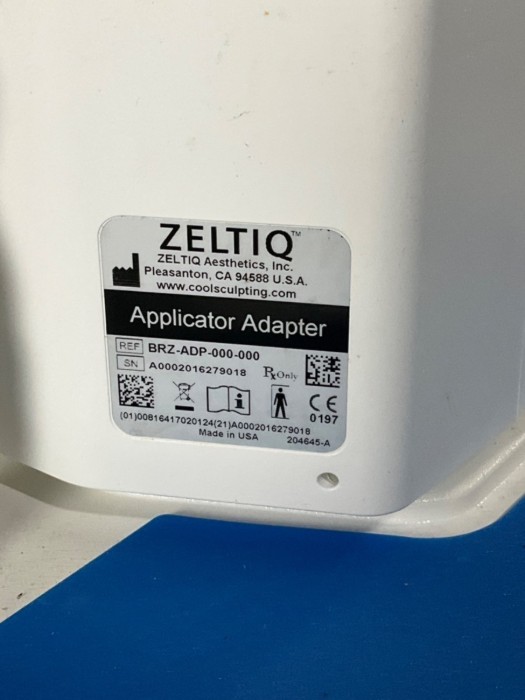 ZELTIQ™
ZELTIQ Aesthetics, Inc.
Pleasanton, CA 94588 U.S.A.
www.coolsculpting.com
Applicator Adapter
REF BRZ-ADP-000-000
SN A0002016279018 Rx Only
CE
0197
(01)00816417020124(21)A0002016279018
Made in USA 204645-A